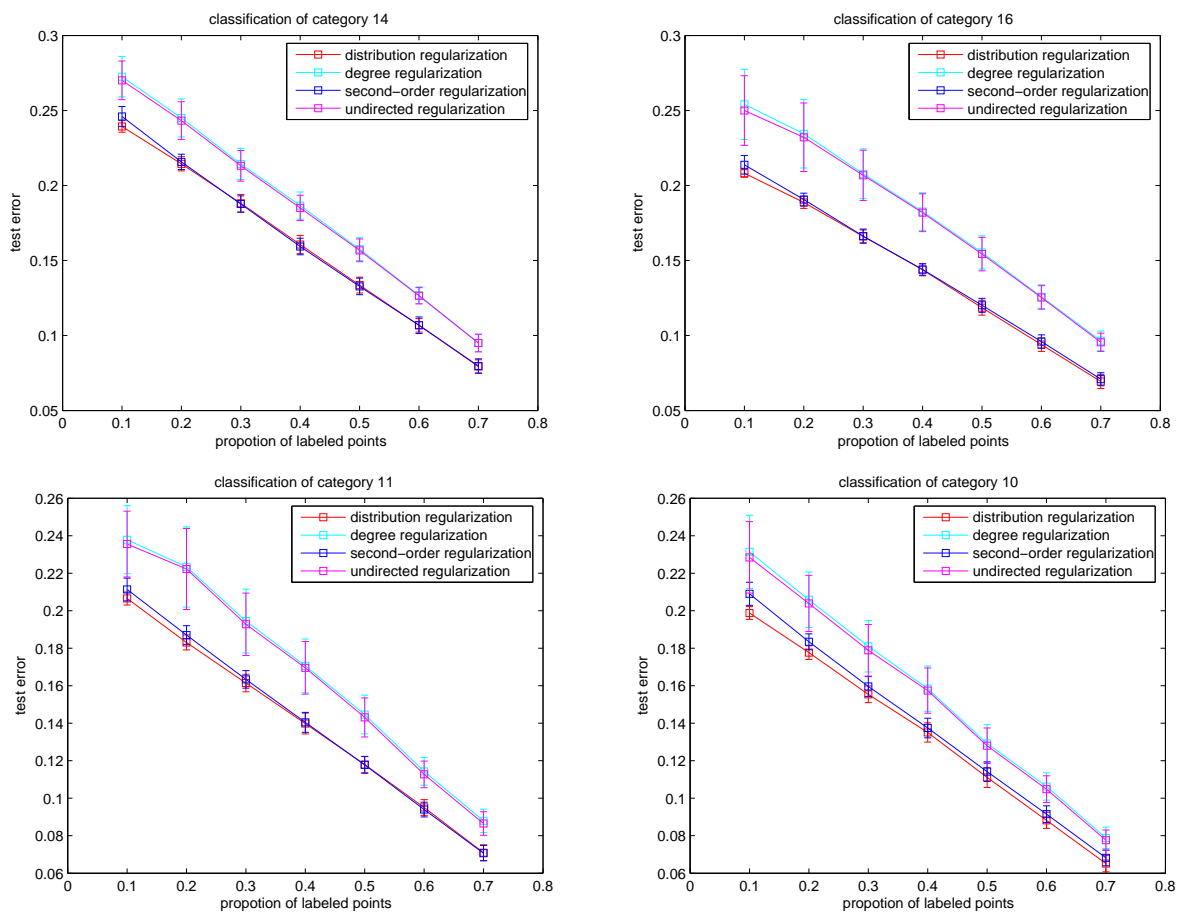 classification of category 14
0.3
0.25
0.2
0.15
0.1
0.05
test error
distribution regularization
degree regularization
second−order regularization
undirected regularization
0 0.1 0.2 0.3 0.4 0.5 0.6 0.7 0.8
propotion of labeled points
classification of category 16
0.3
0.25
0.2
0.15
0.1
0.05
test error
distribution regularization
degree regularization
second−order regularization
undirected regularization
0 0.1 0.2 0.3 0.4 0.5 0.6 0.7 0.8
propotion of labeled points
classification of category 11
0.26
0.24
0.22
0.2
0.18
0.16
0.14
0.12
0.1
0.08
0.06
test error
distribution regularization
degree regularization
second−order regularization
undirected regularization
0 0.1 0.2 0.3 0.4 0.5 0.6 0.7 0.8
propotion of labeled points
classification of category 10
0.26
0.24
0.22
0.2
0.18
0.16
0.14
0.12
0.1
0.08
0.06
test error
distribution regularization
degree regularization
second−order regularization
undirected regularization
0 0.1 0.2 0.3 0.4 0.5 0.6 0.7 0.8
propotion of labeled points